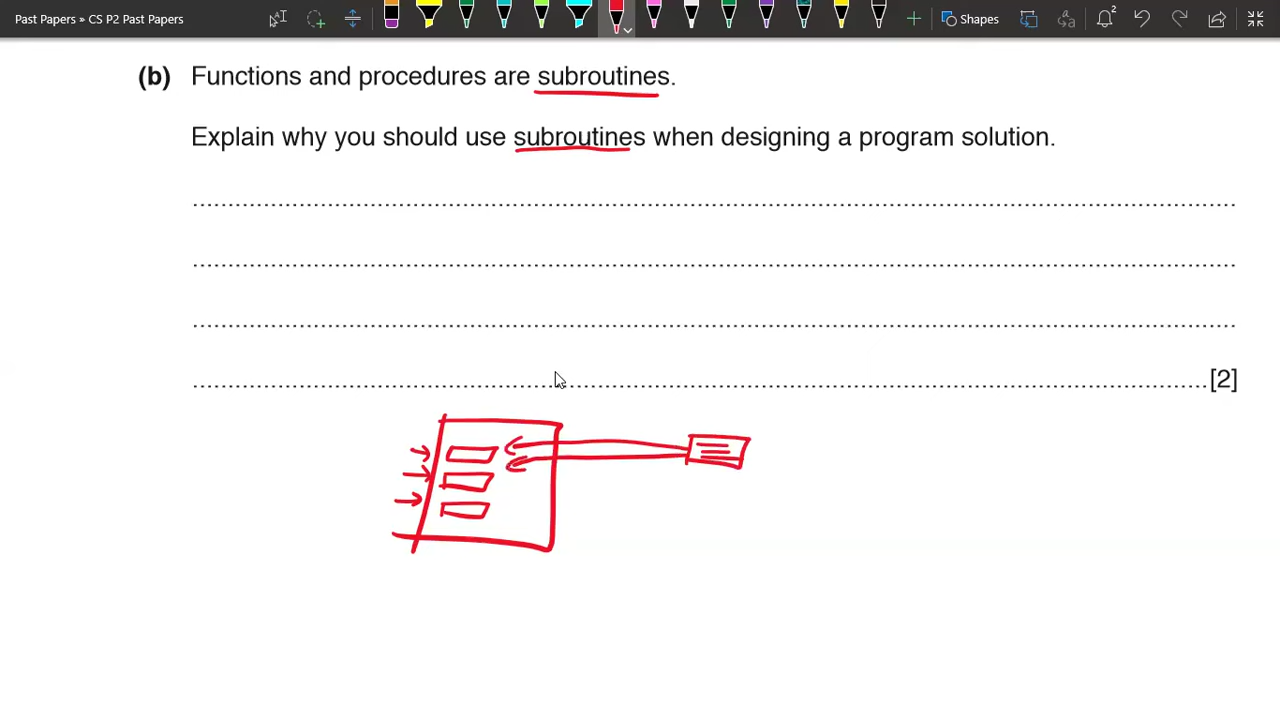 Past Papers » CS P2 Past Papers
Shapes
2
(b) Functions and procedures are subroutines.
Explain why you should use subroutines when designing a program solution.
[2]